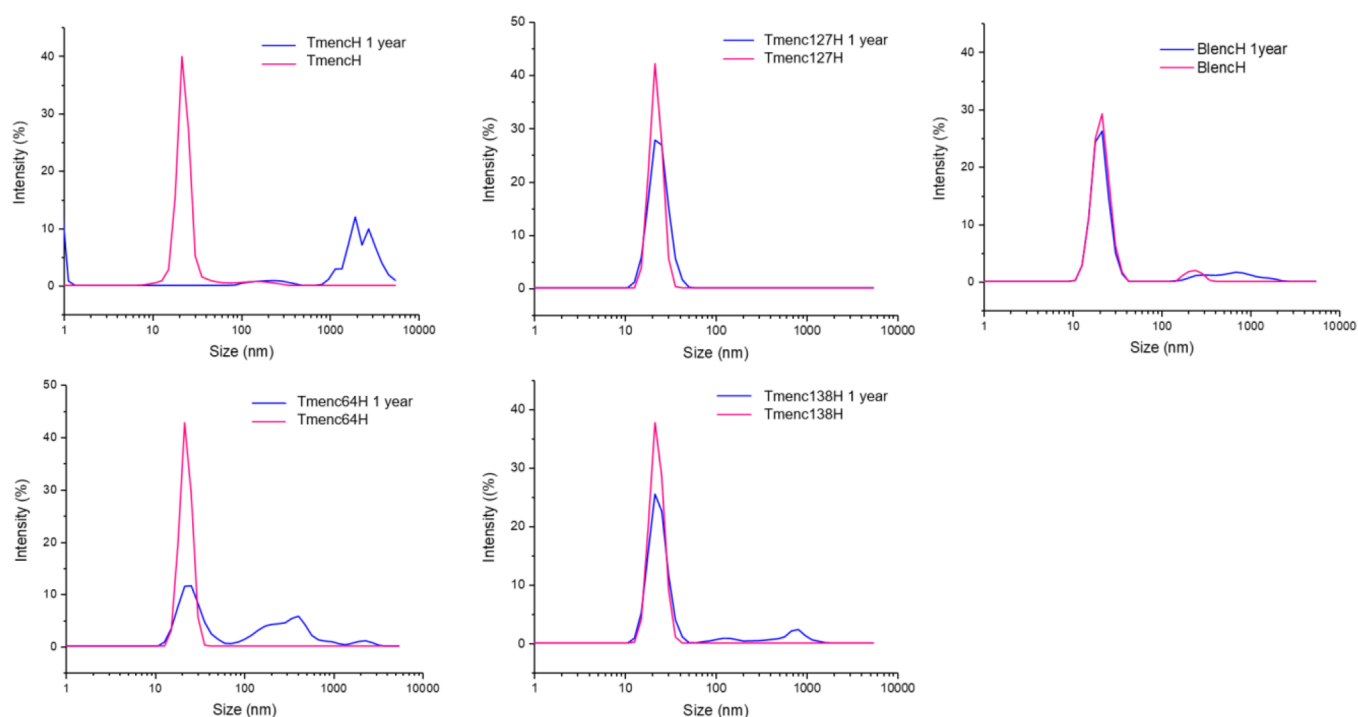 TmencH 1 year
TmencH
40
30
20
10
0
1 10 100 1000 10000
Intensity (%)
Size (nm)
Tmenc127H 1 year
Tmenc127H
50
40
30
20
10
0
1 10 100 1000 10000
Intensity (%)
Size (nm)
BlencH 1year
BlencH
40
30
20
10
0
1 10 100 1000 10000
Intensity (%)
Size (nm)
Tmenc64H 1 year
Tmenc64H
50
40
30
20
10
0
1 10 100 1000 10000
Intensity (%)
Size (nm)
Tmenc138H 1 year
Tmenc138H
40
30
20
10
0
1 10 100 1000 10000
Intensity ((%)
Size (nm)